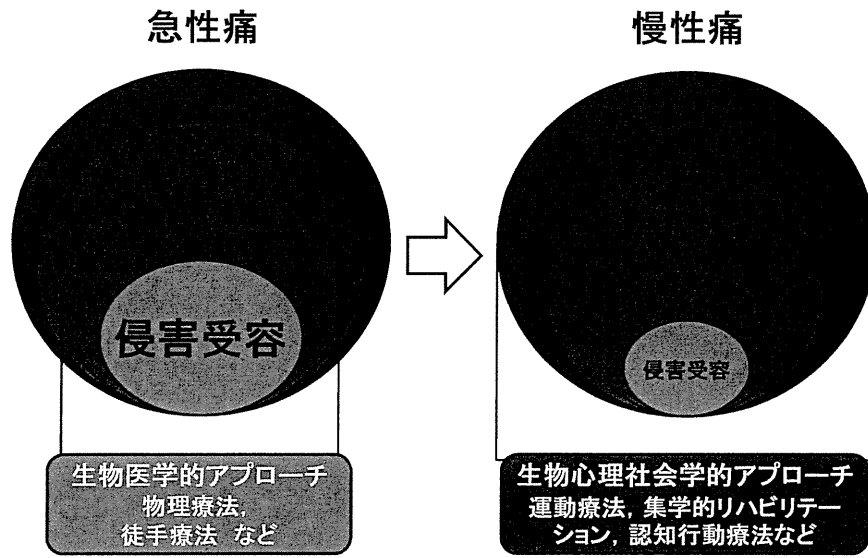 急性痛
慢性痛
侵害受容
侵害受容
生物医学的アプローチ
物理療法，
徒手療法 など
生物心理社会学的アプローチ
運動療法，集学的リハビリテー
ション，認知行動療法など